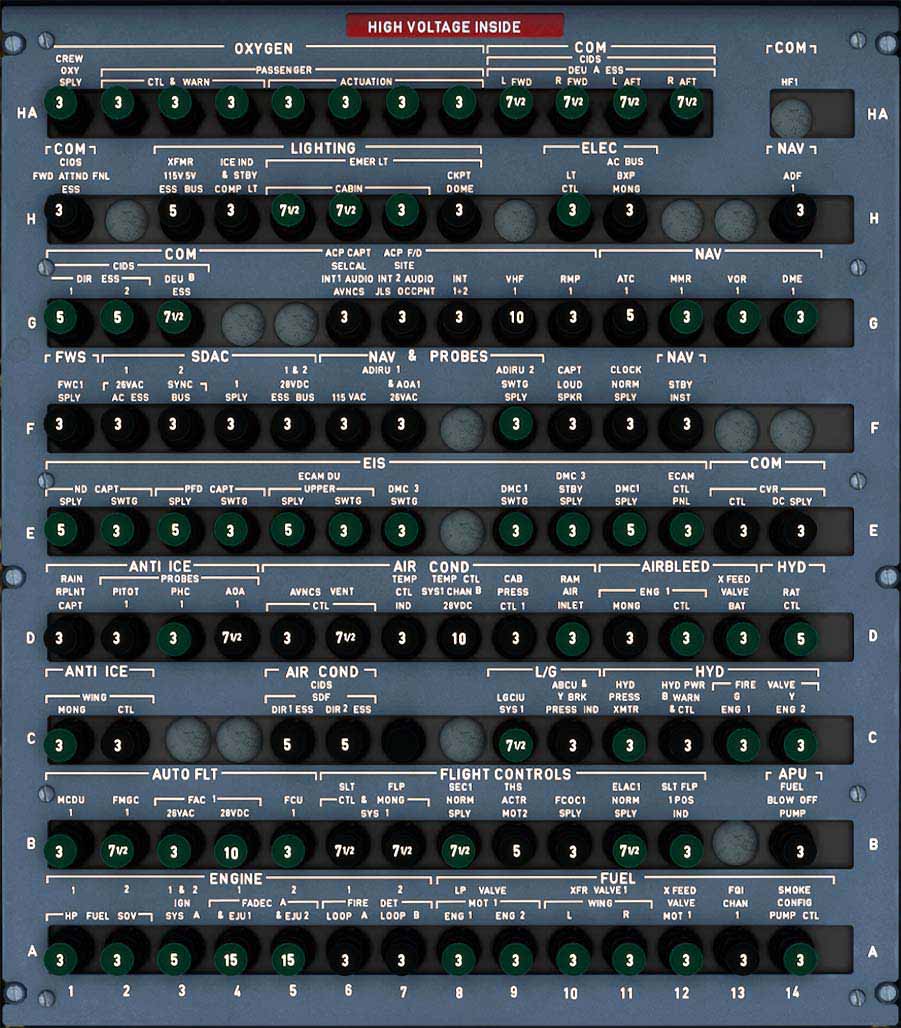 HIGH VOLTAGE INSIDE
OXYGEN COM COM
CREW CIDS
OXY PASSENGER DEU A ESS
SPLY CTL & WARN ACTUATION L FWD R FWD L AFT R AFT HF1
HA 3 3 3 3 3 3 3 3 7½ 7½ 7½ 7½ HA
COM LIGHTING ELEC NAV
CIOS XFMR ICE IND EMER LT AC BUS
FWD ATTND FNL 115V 5V & STBY CKPT LT BXP ADF
ESS ESS BUS COMP LT CABIN DOME CTL MONG 1
H 3 5 3 7½ 7½ 3 3 3 3 3 H
COM ACP CAPT ACP F/D NAV
CIDS SELCAL SITE
DIR ESS DEU B INT1 AUDIO INT 2 AUDIO INT VHF RMP ATC MMR VOR DME
1 2 ESS AVNCS JLS OCCPNT 1+2 1 1 1 1 1 1
G 5 5 7½ 3 3 3 10 3 5 3 3 3 G
FWS SDAC NAV & PROBES NAV
1 2 1 & 2 ADIRU 1 ADIRU 2 CAPT CLOCK
FWC1 26VAC SYNC 1 28VDC & AOA1 SWTG LOUD NORM STBY
SPLY AC ESS BUS SPLY ESS BUS 115 VAC 26VAC SPLY SPKR SPLY INST
F 3 3 3 3 3 3 3 3 3 3 3 F
EIS COM
ECAM DU DMC 3 ECAM
ND CAPT PFD CAPT UPPER DMC 3 DMC 1 STBY DMC1 CTL CVR
SPLY SWTG SPLY SWTG SPLY SWTG SWTG SWTG SPLY SPLY PNL CTL DC SPLY
E 5 3 5 3 5 3 3 3 3 5 3 3 3 E
ANTI ICE AIR COND AIRBLEED HYD
RAIN PROBES TEMP TEMP CTL CAB RAM X FEED
RPLNT PITOT PHC AOA AVNCS VENT CTL SYS1 CHAN B PRESS AIR ENG 1 VALVE RAT
CAPT 1 1 1 CTL IND 28VDC CTL 1 INLET MONG CTL BAT CTL
D 3 3 3 7½ 3 7½ 3 10 3 3 3 3 3 5 D
ANTI ICE AIR COND L/G HYD
CIDS ABCU & HYD HYD PWR FIRE VALVE
WING SDF LGCIU Y BRK PRESS B WARN G Y
MONG CTL DIR1 ESS DIR2 ESS SYS 1 PRESS IND XMTR & CTL ENG 1 ENG 2
C 3 3 5 5 7½ 3 3 3 3 3 C
AUTO FLT FLIGHT CONTROLS APU
SLT FLP SEC1 THS ELAC1 SLT FLP FUEL
MCDU FMGC FAC 1 FCU CTL & MONG NORM ACTR FCOC1 NORM 1 POS BLOW OFF
1 1 26VAC 28VDC 1 SYS 1 SPLY MOT2 SPLY SPLY IND PUMP
B 3 7½ 3 10 3 7½ 7½ 7½ 5 3 7½ 3 3 B
ENGINE FUEL
1 2 1 & 2 1 2 1 2 LP VALVE XFR VALVE 1 X FEED FQI SMOKE
IGN FADEC A FIRE DET MOT 1 WING VALVE CHAN CONFIG
HP FUEL SOV SYS A & EJU1 & EJU2 LOOP A LOOP B ENG 1 ENG 2 L R MOT 1 1 PUMP CTL
A 3 3 5 15 15 3 3 3 3 3 3 3 3 3 A
1 2 3 4 5 6 7 8 9 10 11 12 13 14